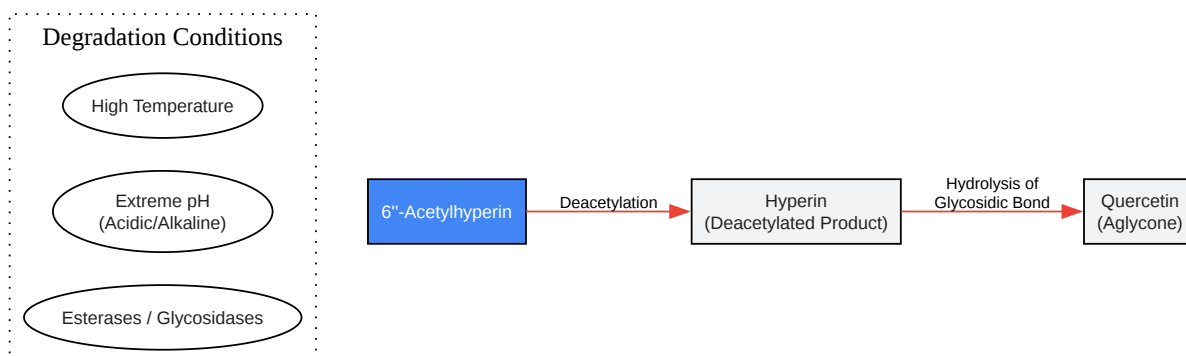 Degradation Conditions
High Temperature
Extreme pH
(Acidic/Alkaline)
Esterases / Glycosidases
6"-Acetylhyperin
Deacetylation
Hyperin
(Deacetylated Product)
Hydrolysis of
Glycosidic Bond
Quercetin
(Aglycone)